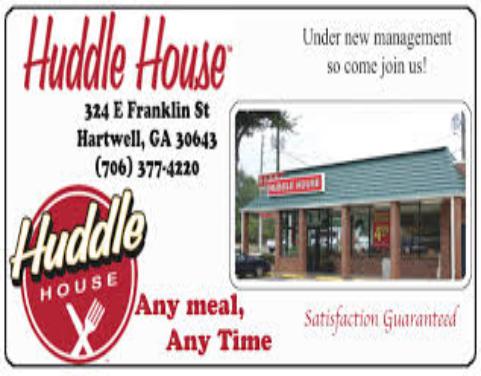 Huddle House™
324 E Franklin St
Hartwell, GA 30643
(706) 377-4220
Under new management
so come join us!
HUDDLE HOUSE
Huddle
HOUSE
Any meal,
Any Time
Satisfaction Guaranteed